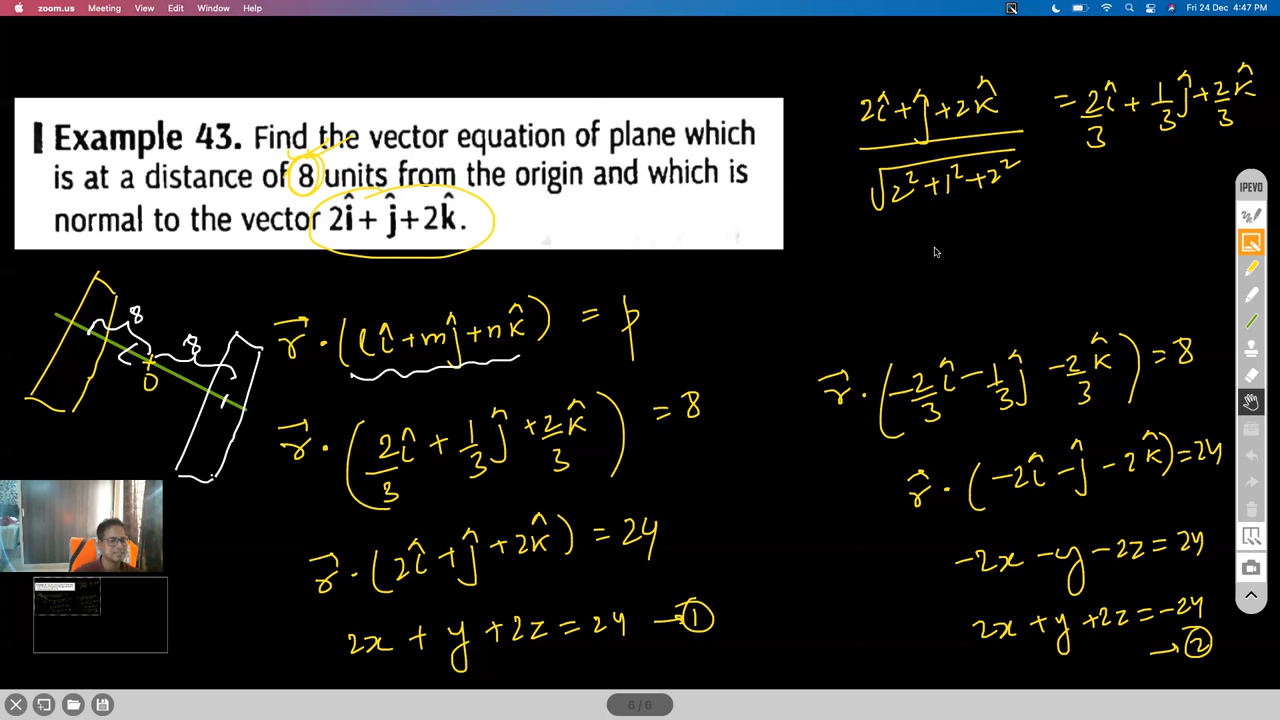 zoom.us Meeting View Edit Window Help Fri 24 Dec 4:47 PM
Example 43. Find the vector equation of plane which
is at a distance of 8 units from the origin and which is
normal to the vector 2î + ĵ + 2k̂.
(2î + ĵ + 2k̂)/√(2² + 1² + 2²) = 2/3 î + 1/3 ĵ + 2/3 k̂
8
8
O
r⃗ · (lî + mĵ + nk̂) = p
r⃗ · (2/3 î + 1/3 ĵ + 2/3 k̂) = 8
r⃗ · (2î + ĵ + 2k̂) = 24
2x + y + 2z = 24 → ①
r⃗ · (-2/3 î - 1/3 ĵ - 2/3 k̂) = 8
r⃗ · (-2î - ĵ - 2k̂) = 24
-2x - y - 2z = 24
2x + y + 2z = -24
→ ②
IPEVO
6 / 6